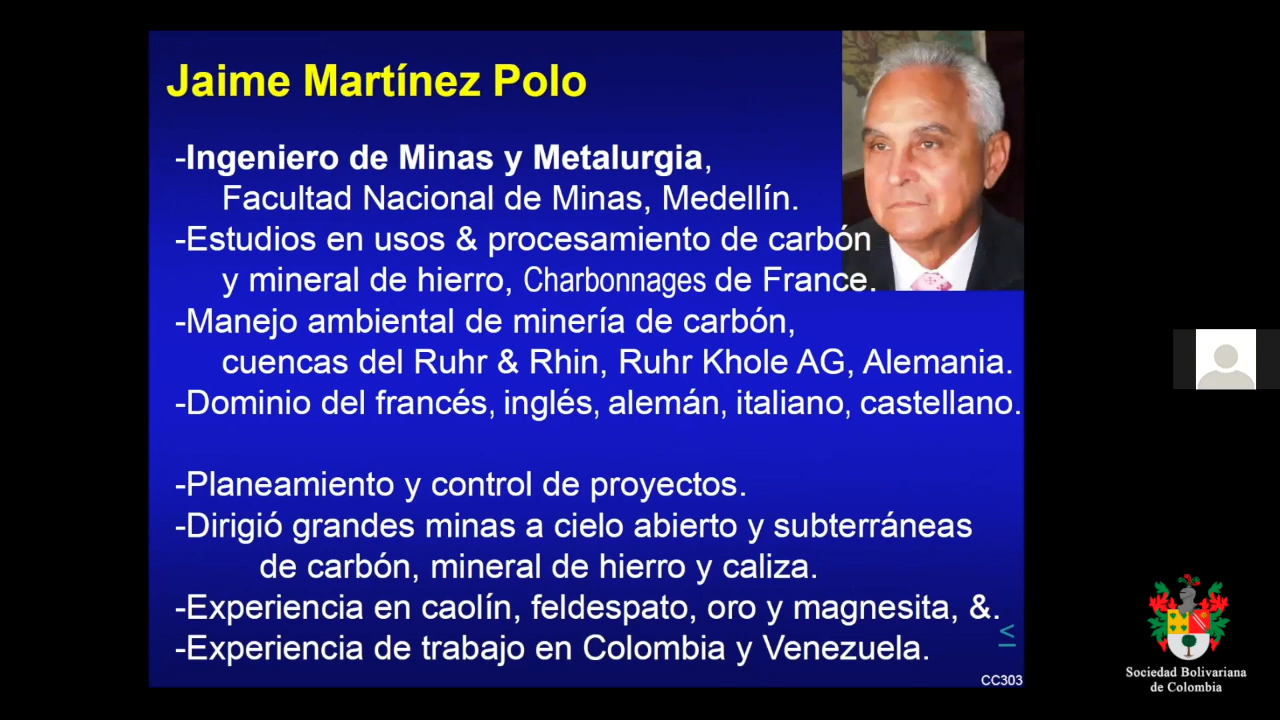 Jaime Martínez Polo
-Ingeniero de Minas y Metalurgia,
Facultad Nacional de Minas, Medellín.
-Estudios en usos & procesamiento de carbón
y mineral de hierro, Charbonnages de France.
-Manejo ambiental de minería de carbón,
cuencas del Ruhr & Rhin, Ruhr Khole AG, Alemania.
-Dominio del francés, inglés, alemán, italiano, castellano.
-Planeamiento y control de proyectos.
-Dirigió grandes minas a cielo abierto y subterráneas
de carbón, mineral de hierro y caliza.
-Experiencia en caolín, feldespato, oro y magnesita, &.
-Experiencia de trabajo en Colombia y Venezuela.
<
CC303
Sociedad Bolivariana
de Colombia